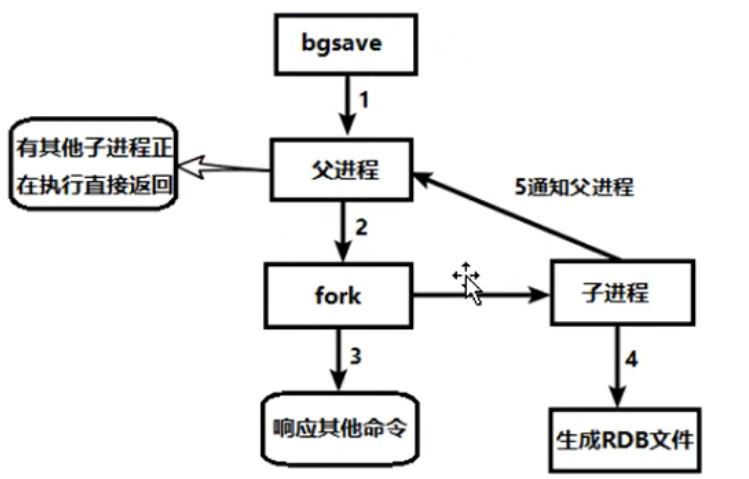 bgsave
1
有其他子进程正
在执行直接返回
父进程
5通知父进程
2
fork
子进程
3
4
响应其他命令
生成RDB文件